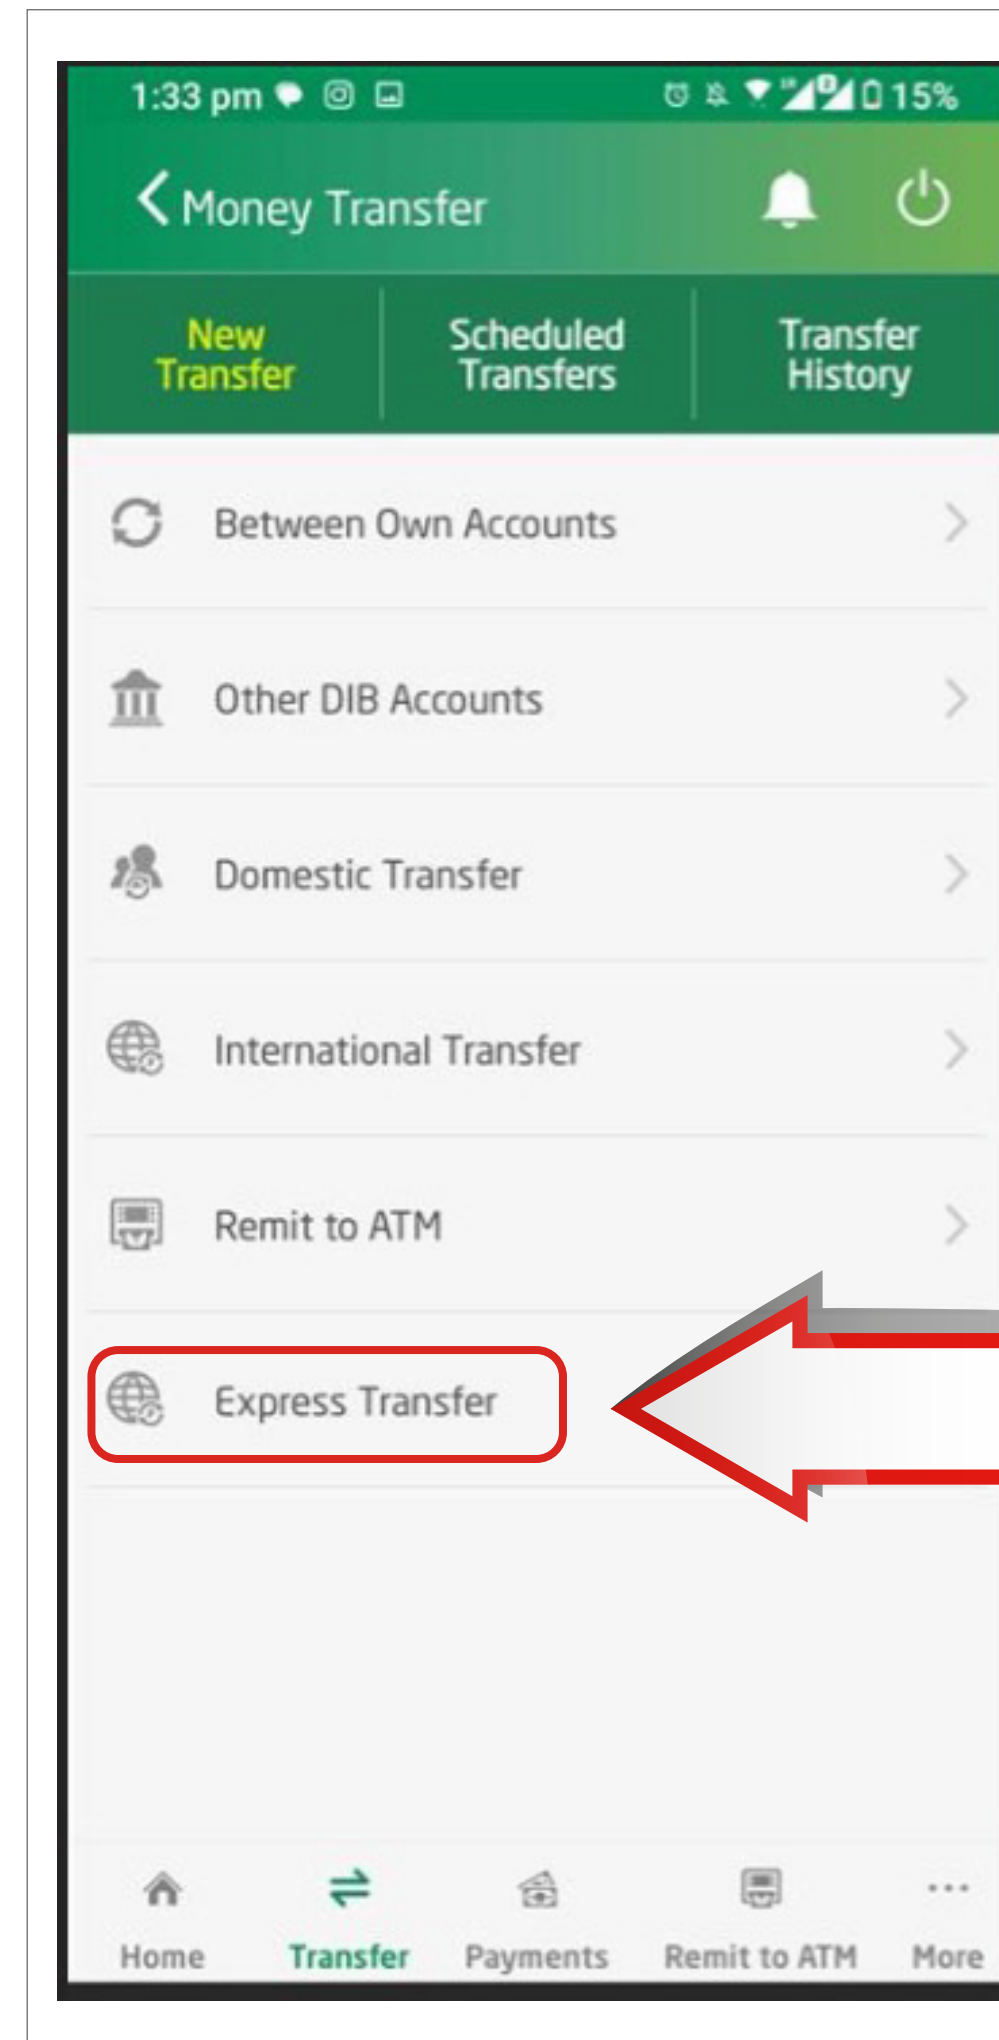 1:33 pm
15%
Money Transfer
New
Transfer
Scheduled
Transfers
Transfer
History
Between Own Accounts
Other DIB Accounts
Domestic Transfer
International Transfer
Remit to ATM
Express Transfer
Home
Transfer
Payments
Remit to ATM
More